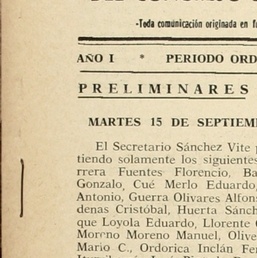 -Toda comunicación originada en
AÑO I * PERIODO ORD
PRELIMINARES
MARTES 15 DE SEPTIEM
El Secretario Sánchez Vite
tiendo solamente los siguientes
rrera Fuentes Florencio, Ba
Gonzalo, Cué Merlo Eduardo,
Antonio, Guerra Olivares Alfons
denas Cristóbal, Huerta Sánch
que Loyola Eduardo, Llorente
Moreno Moreno Manuel, Olive
Mario C., Ordorica Inclán Fer